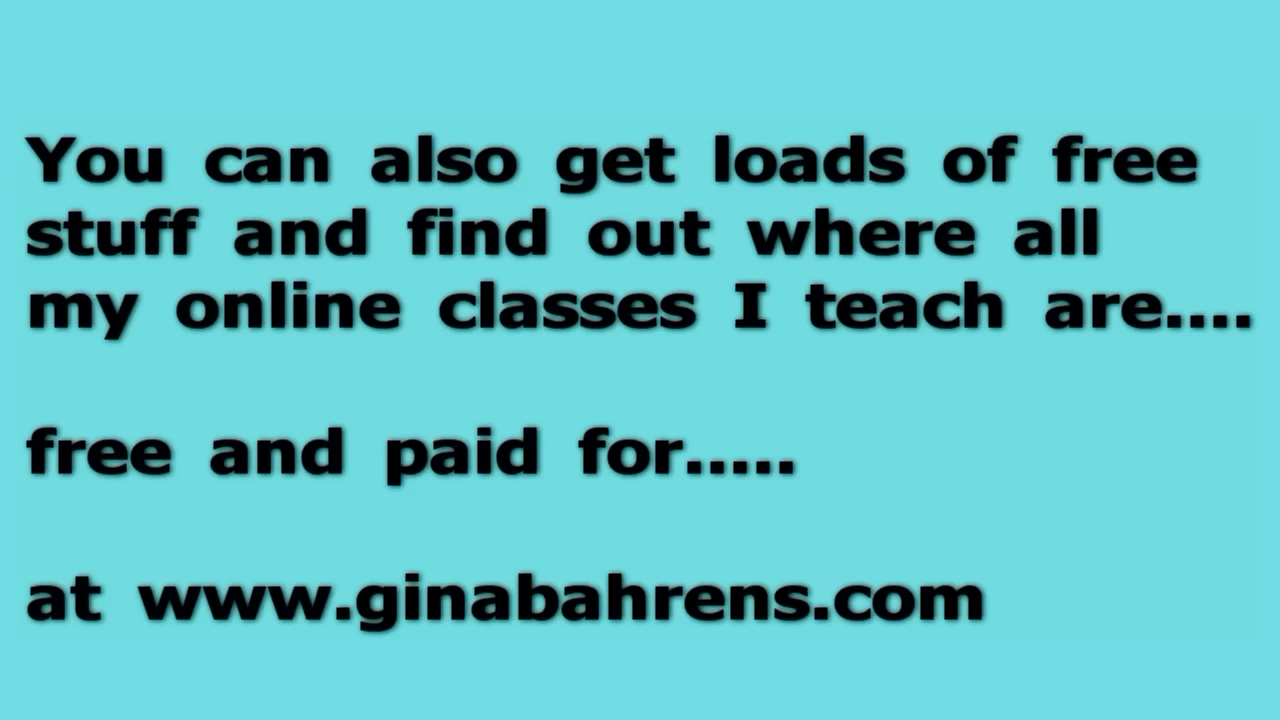 You can also get loads of free
stuff and find out where all
my online classes I teach are....
free and paid for.....
at www.ginabahrens.com